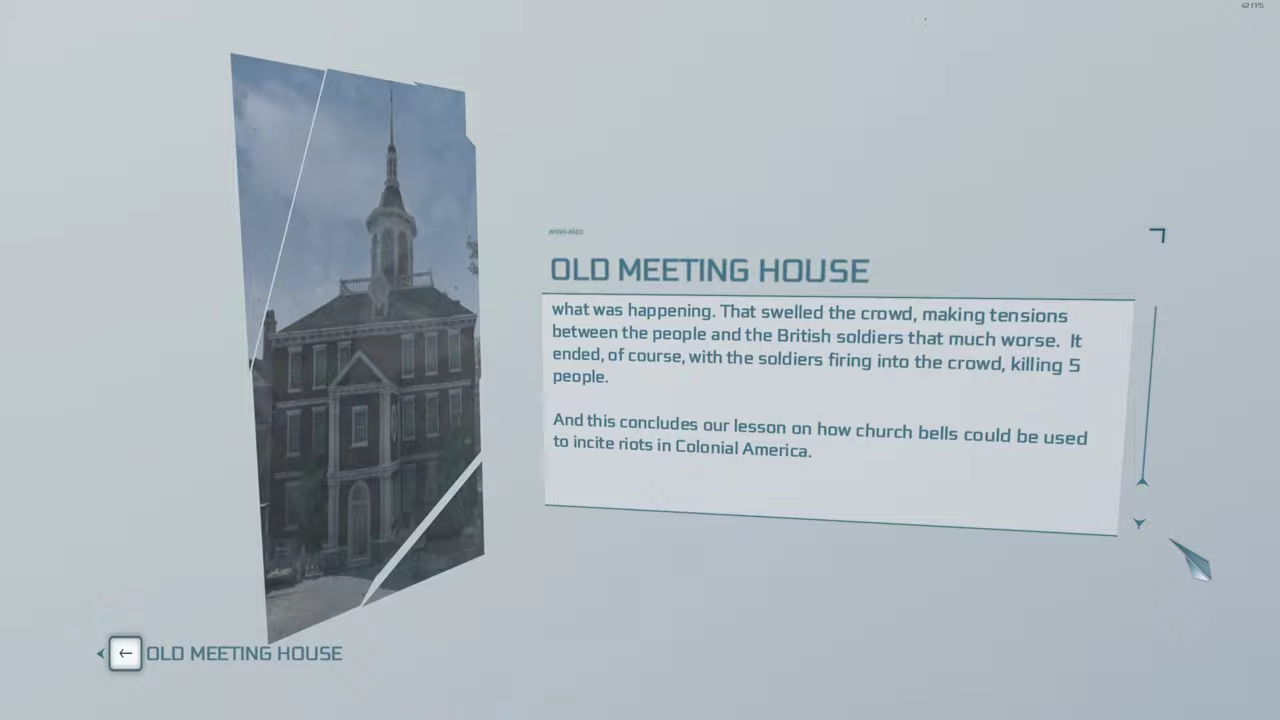 62 FPS
OLD MEETING HOUSE
what was happening. That swelled the crowd, making tensions
between the people and the British soldiers that much worse. It
ended, of course, with the soldiers firing into the crowd, killing 5
people.
And this concludes our lesson on how church bells could be used
to incite riots in Colonial America.
OLD MEETING HOUSE